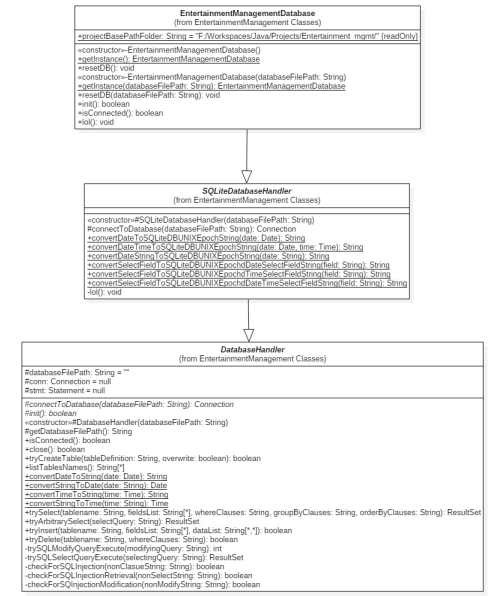 EntertainmentManagementDatabase
(from EntertainmentManagement Classes)
+projectBasePathFolder: String = "F:/Workspaces/Java/Projects/Entertainment_mgmt/" {readOnly}
«constructor»-EntertainmentManagementDatabase()
+getInstance(): EntertainmentManagementDatabase
+resetDB(): void
«constructor»-EntertainmentManagementDatabase(databaseFilePath: String)
+getInstance(databaseFilePath: String): EntertainmentManagementDatabase
+resetDB(databaseFilePath: String): void
+init(): boolean
+isConnected(): boolean
+lol(): void
SQLiteDatabaseHandler
(from EntertainmentManagement Classes)
«constructor»#SQLiteDatabaseHandler(databaseFilePath: String)
#connectToDatabase(databaseFilePath: String): Connection
+convertDateToSQLiteDBUNIXEpochString(date: Date): String
+convertDateTimeToSQLiteDBUNIXEpochString(date: Date, time: Time): String
+convertDateStringToSQLiteDBUNIXEpochString(date: String): String
+convertSelectFieldToSQLiteDBUNIXEpochdDateSelectFieldString(field: String): String
+convertSelectFieldToSQLiteDBUNIXEpochdTimeSelectFieldString(field: String): String
+convertSelectFieldToSQLiteDBUNIXEpochdDateTimeSelectFieldString(field: String): String
-lol(): void
DatabaseHandler
(from EntertainmentManagement Classes)
#databaseFilePath: String = ""
#conn: Connection = null
#stmt: Statement = null
#connectToDatabase(databaseFilePath: String): Connection
#init(): boolean
«constructor»#DatabaseHandler(databaseFilePath: String)
#getDatabaseFilePath(): String
+isConnected(): boolean
+close(): boolean
+tryCreateTable(tableDefinition: String, overwrite: boolean): boolean
+listTablesNames(): String[*]
+convertDateToString(date: Date): String
+convertStringToDate(date: String): Date
+convertTimeToString(time: Time): String
+convertStringToTime(time: String): Time
+trySelect(tablename: String, fieldsList: String[*], whereClauses: String, groupByClauses: String, orderByClauses: String): ResultSet
+tryArbitrarySelect(selectQuery: String): ResultSet
+tryInsert(tablename: String, fieldsList: String[*], dataList: String[*,*]): boolean
+tryDelete(tablename: String, whereClauses: String): boolean
-trySQLModifyQueryExecute(modifyingQuery: String): int
-trySQLSelectQueryExecute(selectingQuery: String): ResultSet
-checkForSQLInjection(nonClasueString: String): boolean
-checkForSQLInjectionRetrieval(nonSelectString: String): boolean
-checkForSQInjectionModification(nonModifyString: String): boolean